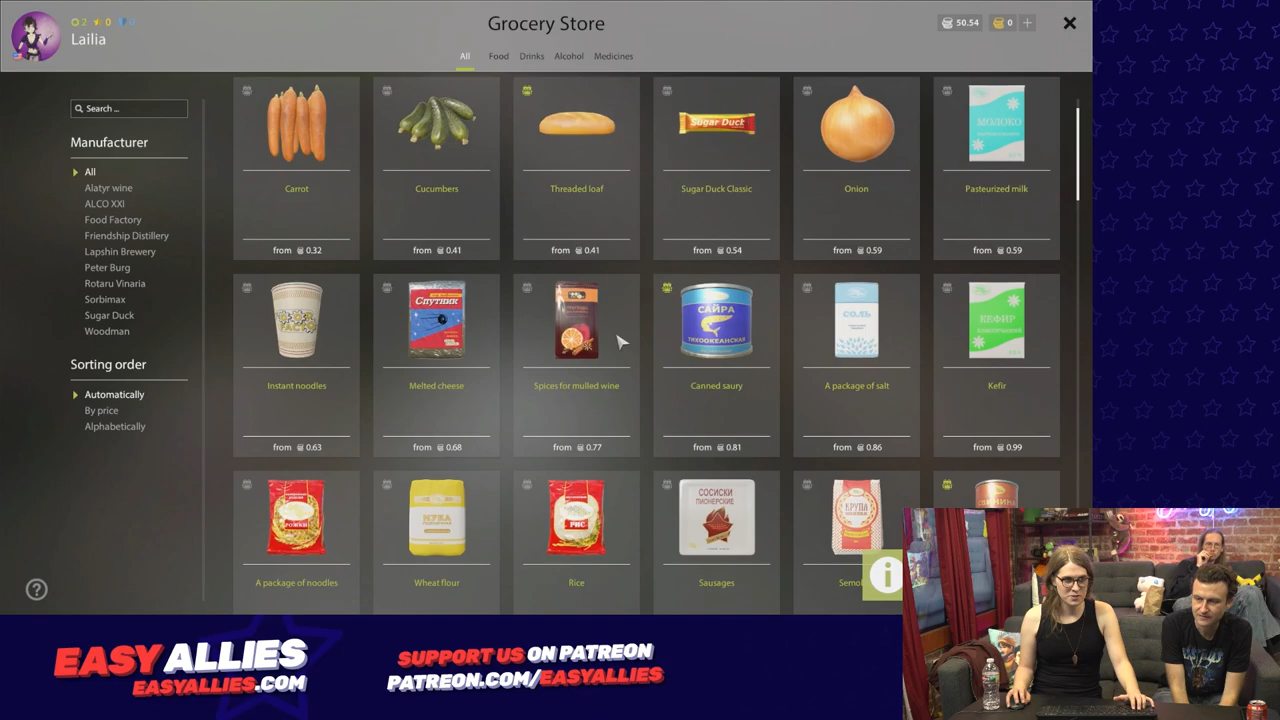 2 0 0
Lailia
Grocery Store
50.54 0 +
All Food Drinks Alcohol Medicines
Search ...
Manufacturer
All
Alatyr wine
ALCO XXI
Food Factory
Friendship Distillery
Lapshin Brewery
Peter Burg
Rotaru Vinaria
Sorbimax
Sugar Duck
Woodman
Sorting order
Automatically
By price
Alphabetically
Sugar Duck
МОЛОКО
Carrot Cucumbers Threaded loaf Sugar Duck Classic Onion Pasteurized milk
from 0.32 from 0.41 from 0.41 from 0.54 from 0.59 from 0.59
СПУТНИК
САЙРА
ТИХООКЕАНСКАЯ
СОЛЬ
КЕФИР
Instant noodles Melted cheese Spices for mulled wine Canned saury A package of salt Kefir
from 0.63 from 0.68 from 0.77 from 0.81 from 0.86 from 0.99
РОЖКИ
РИС
СОСИСКИ
ПИОНЕРСКИЕ
КРУПА
A package of noodles Wheat flour Rice Sausages
EASY ALLIES
EASYALLIES.COM
SUPPORT US ON PATREON
PATREON.COM/EASYALLIES